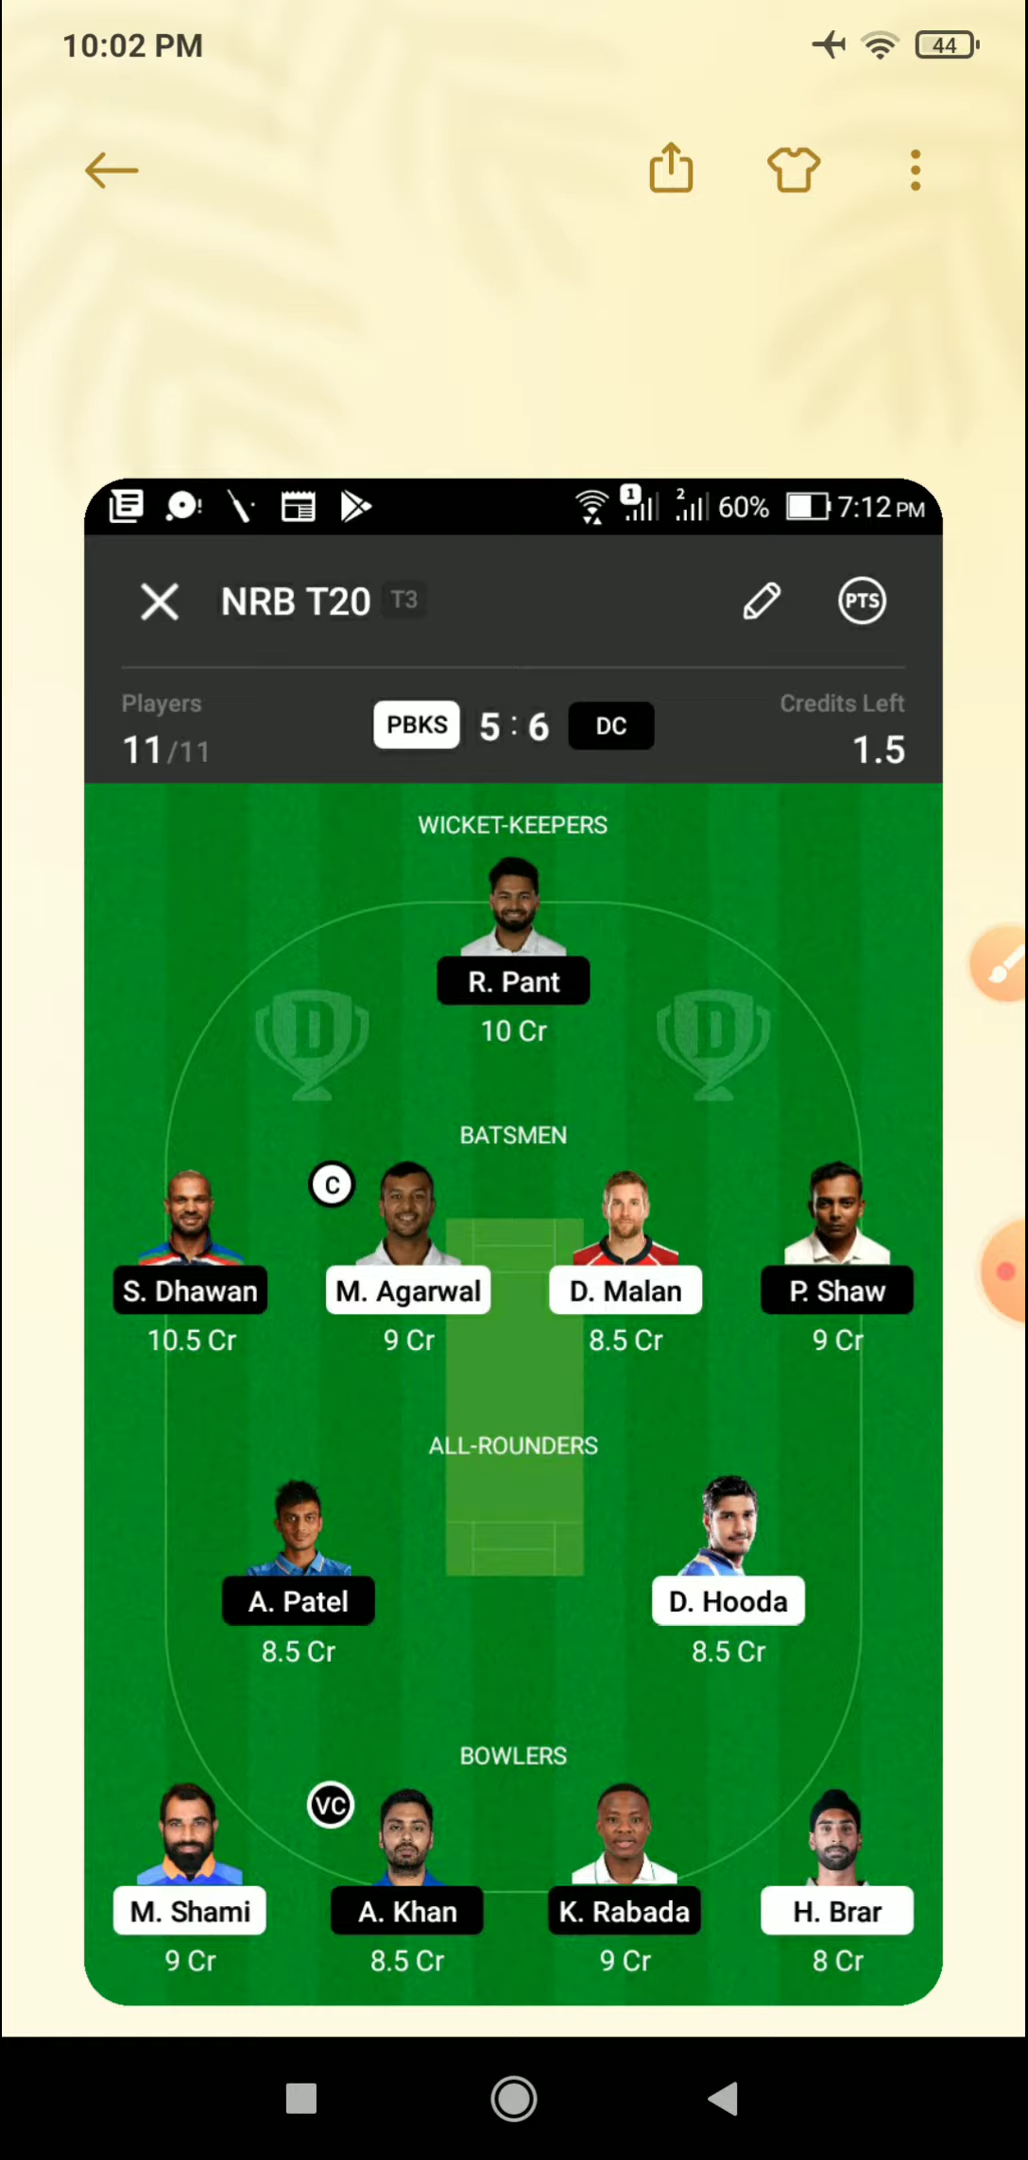 10:02 PM
44
1 2 60% 7:12 PM
NRB T20 T3
PTS
Players
Credits Left
PBKS 5 : 6 DC
11/11
1.5
WICKET-KEEPERS
R. Pant
D D
10 Cr
BATSMEN
C
S. Dhawan M. Agarwal D. Malan P. Shaw
10.5 Cr 9 Cr 8.5 Cr 9 Cr
ALL-ROUNDERS
A. Patel D. Hooda
8.5 Cr 8.5 Cr
BOWLERS
VC
M. Shami A. Khan K. Rabada H. Brar
9 Cr 8.5 Cr 9 Cr 8 Cr